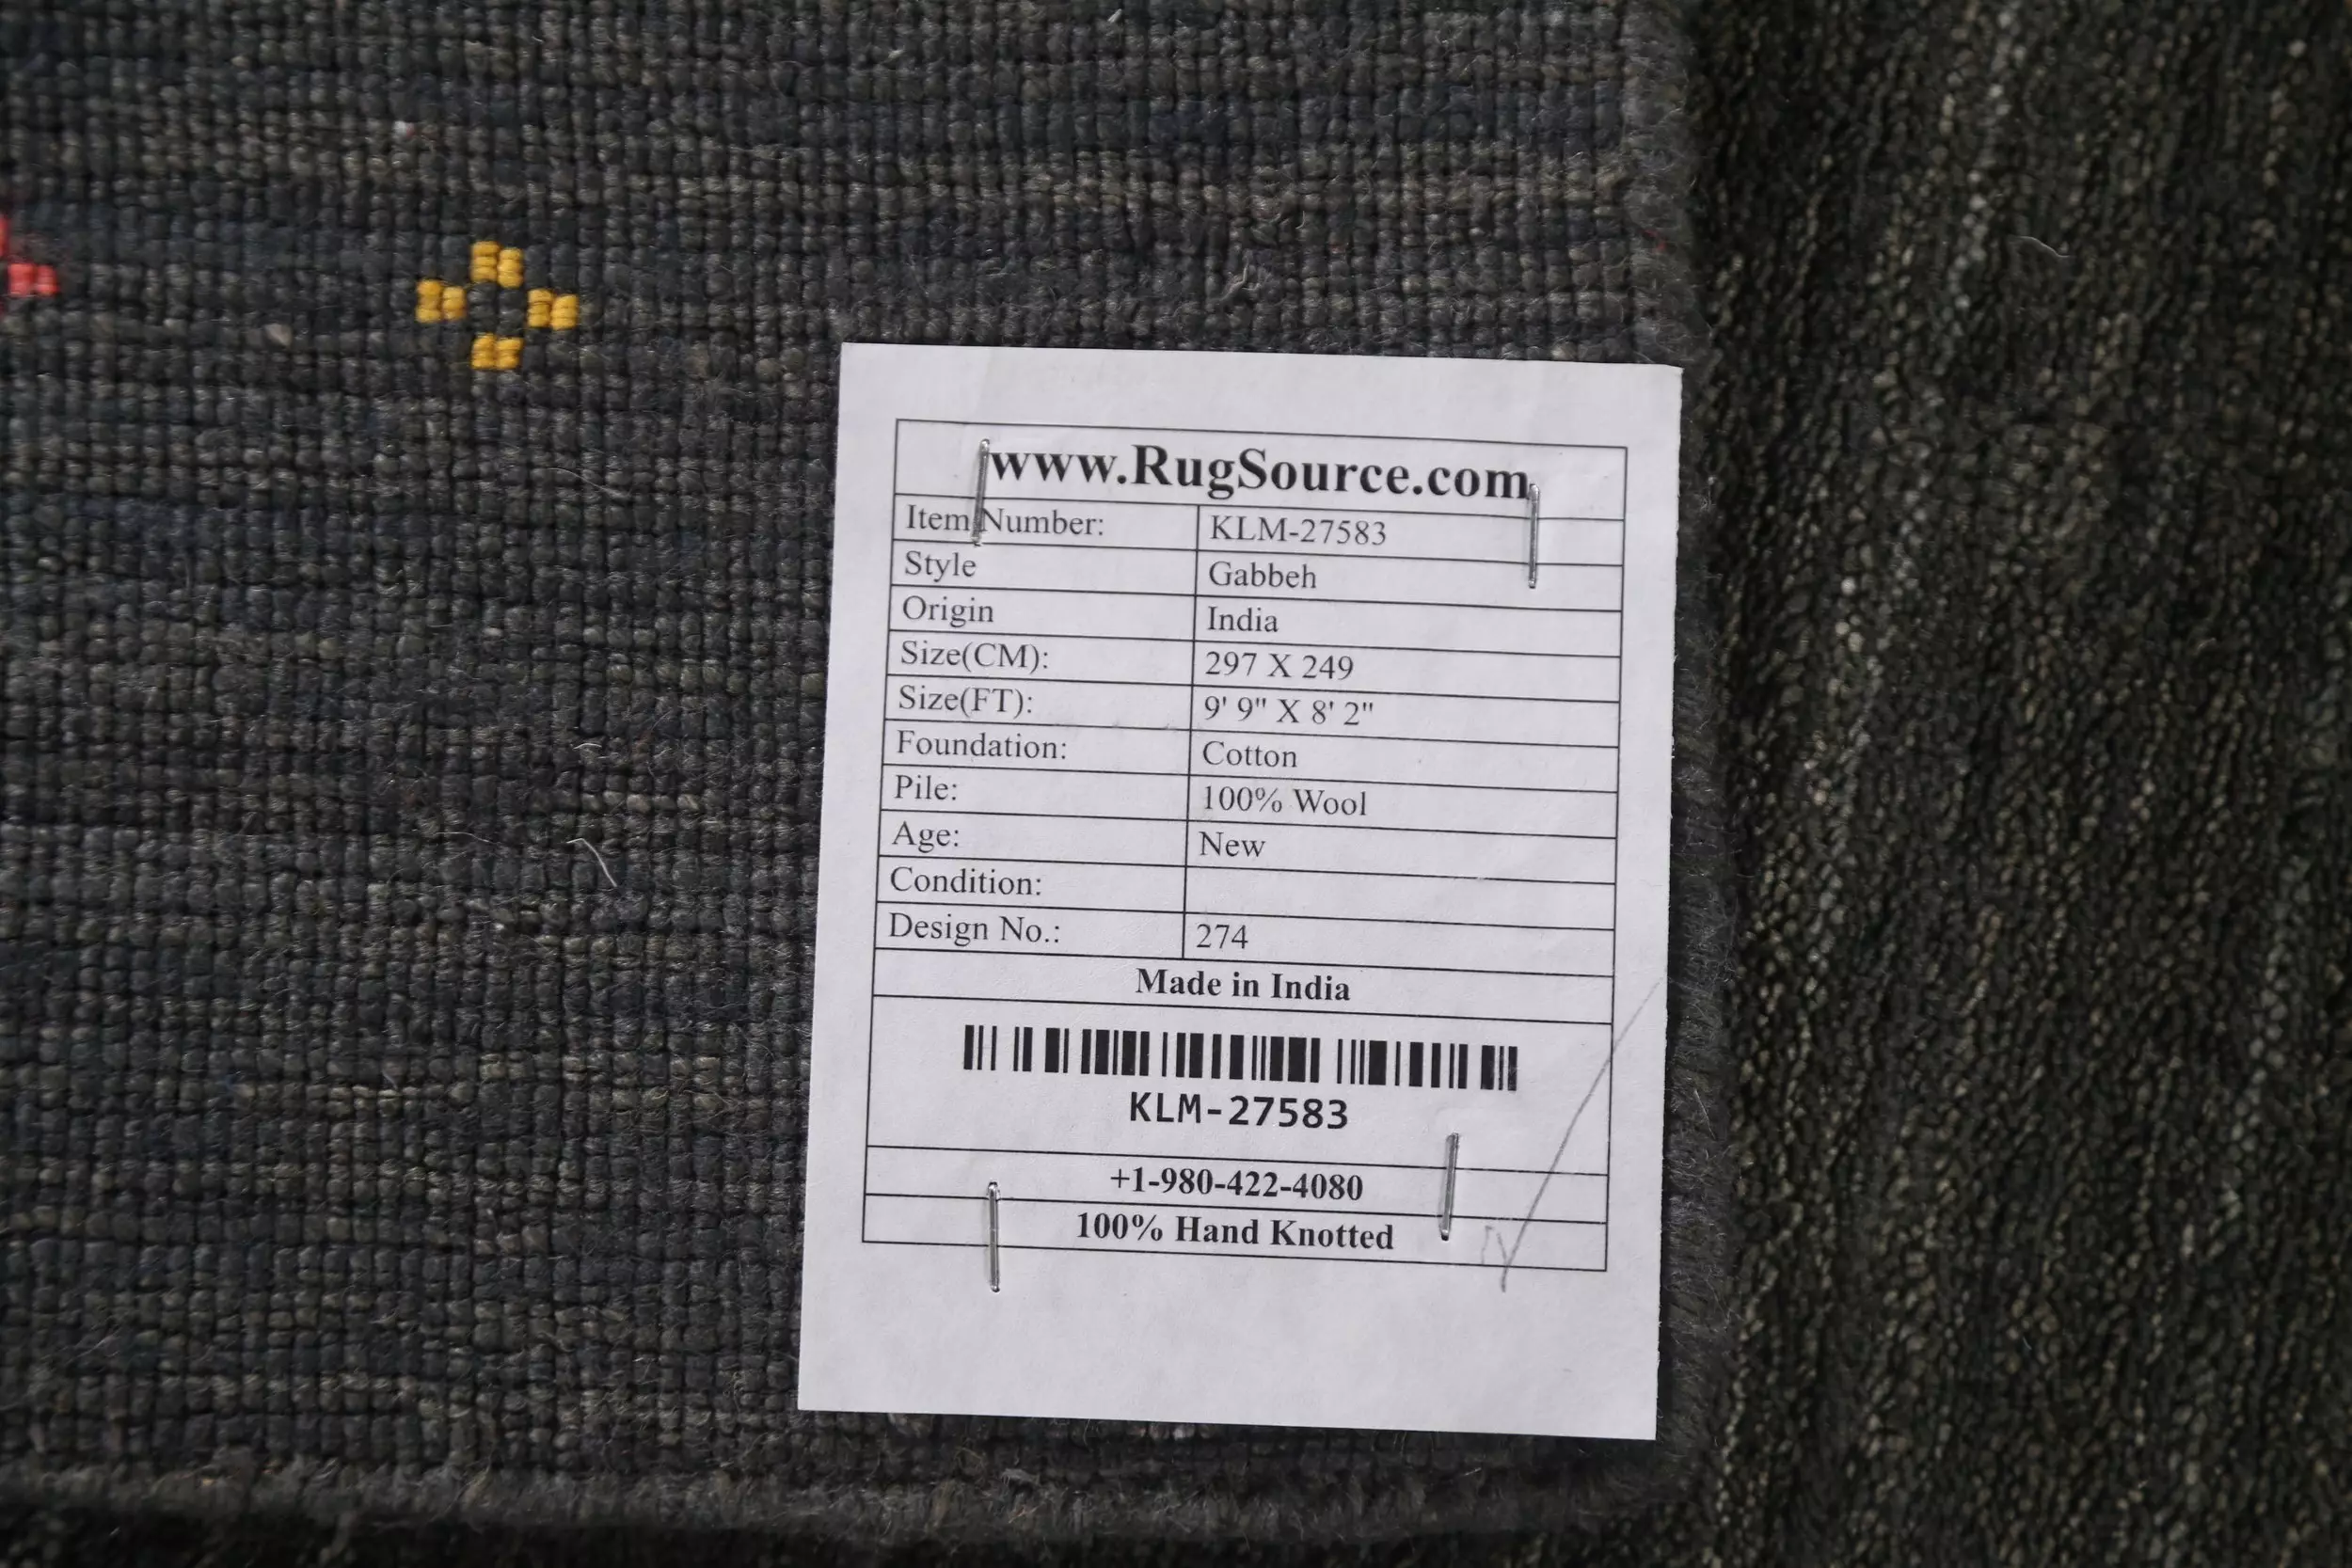 www.RugSource.com
Item Number: KLM-27583
Style Gabbeh
Origin India
Size(CM): 297 X 249
Size(FT): 9' 9" X 8' 2"
Foundation: Cotton
Pile: 100% Wool
Age: New
Condition:
Design No.: 274
Made in India
KLM-27583
+1-980-422-4080
100% Hand Knotted